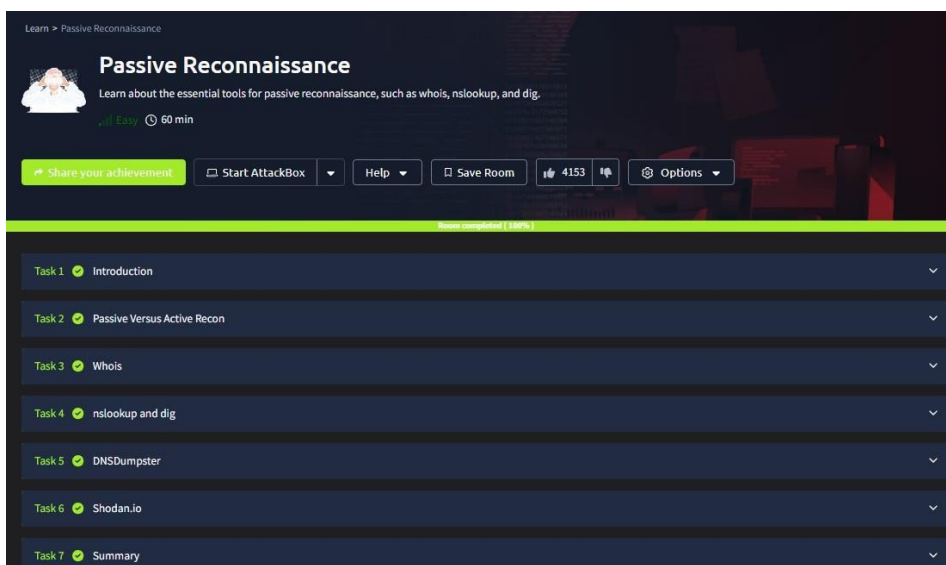 Learn > Passive Reconnaissance
Passive Reconnaissance
Learn about the essential tools for passive reconnaissance, such as whois, nslookup, and dig.
Easy 60 min
Share your achievement Start AttackBox Help Save Room 4153 Options
Room completed ( 100% )
Task 1 Introduction
Task 2 Passive Versus Active Recon
Task 3 Whois
Task 4 nslookup and dig
Task 5 DNSDumpster
Task 6 Shodan.io
Task 7 Summary